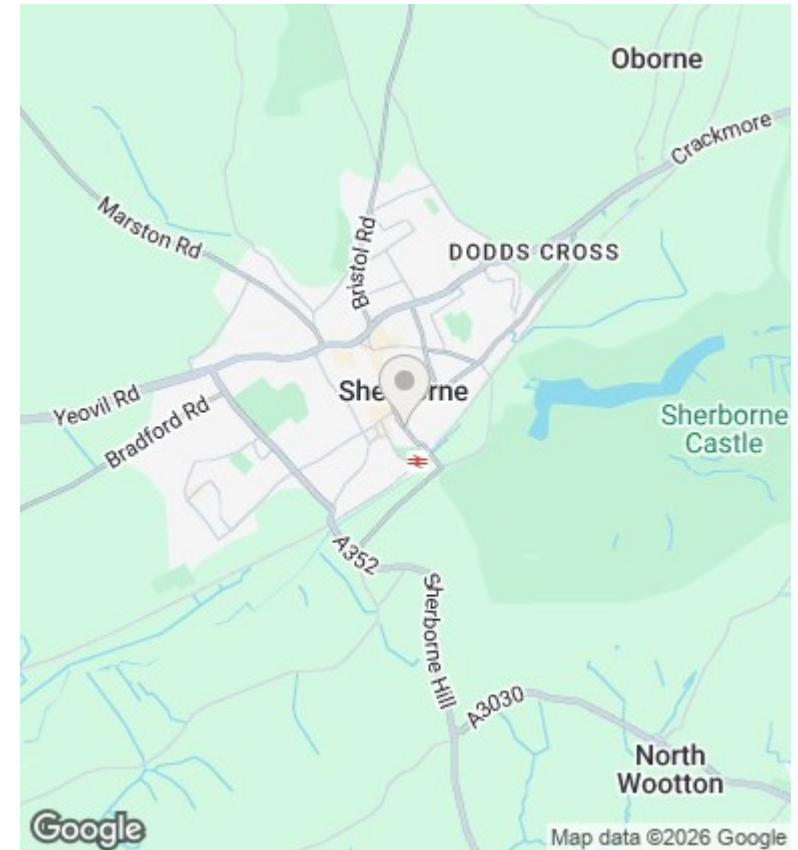 Oborne
Crackmore
Marston Rd
Bristol Rd
DODDS CROSS
Sherborne
Yeovil Rd
Bradford Rd
Sherborne
Castle
A352
Sherborne Hill
A3030
North
Wootton
Google
Map data ©2026 Google